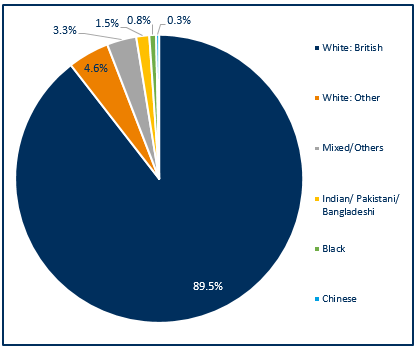 3.3%
1.5%
0.8%
0.3%
4.6%
89.5%
White: British
White: Other
Mixed/Others
Indian/ Pakistani/
Bangladeshi
Black
Chinese